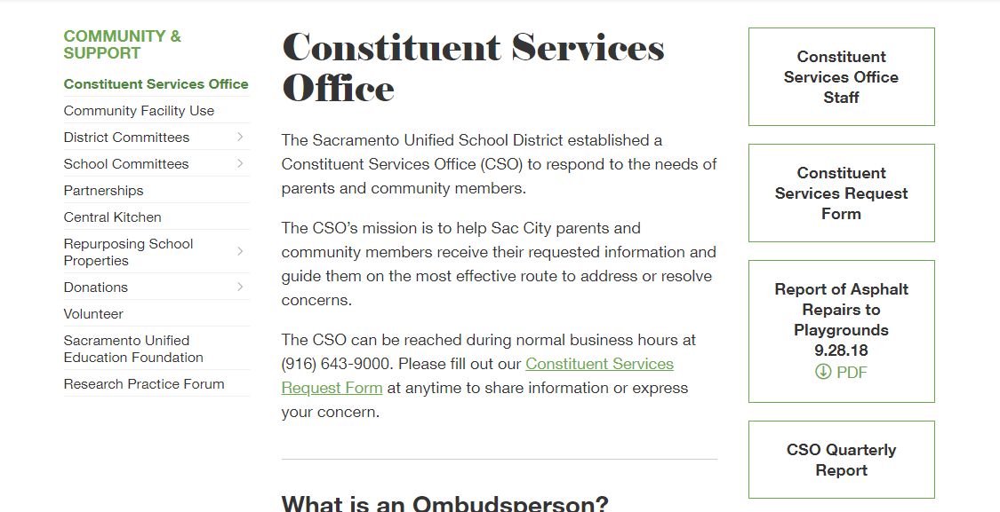 COMMUNITY &
SUPPORT
Constituent Services Office
Community Facility Use
District Committees
School Committees
Partnerships
Central Kitchen
Repurposing School
Properties
Donations
Volunteer
Sacramento Unified
Education Foundation
Research Practice Forum
Constituent Services
Office
The Sacramento Unified School District established a
Constituent Services Office (CSO) to respond to the needs of
parents and community members.
The CSO’s mission is to help Sac City parents and
community members receive their requested information and
guide them on the most effective route to address or resolve
concerns.
The CSO can be reached during normal business hours at
(916) 643-9000. Please fill out our Constituent Services
Request Form at anytime to share information or express
your concern.
What is an Ombudsperson?
Constituent
Services Office
Staff
Constituent
Services Request
Form
Report of Asphalt
Repairs to
Playgrounds
9.28.18
PDF
CSO Quarterly
Report